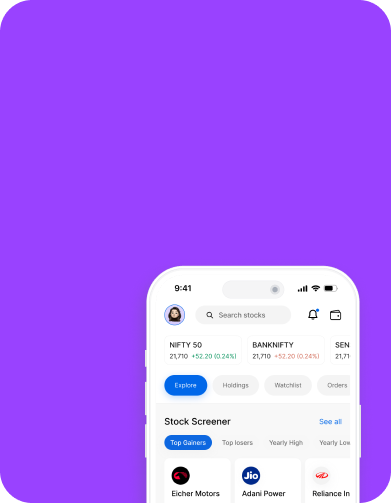 9:41
Search stocks
NIFTY 50 BANKNIFTY SEN
21,710 +52.20 (0.24%) 21,710 +52.20 (0.24%) 21,71
Explore Holdings Watchlist Orders
Stock Screener See all
Top Gainers Top losers Yearly High Yearly Low
Jio
Eicher Motors Adani Power Reliance In